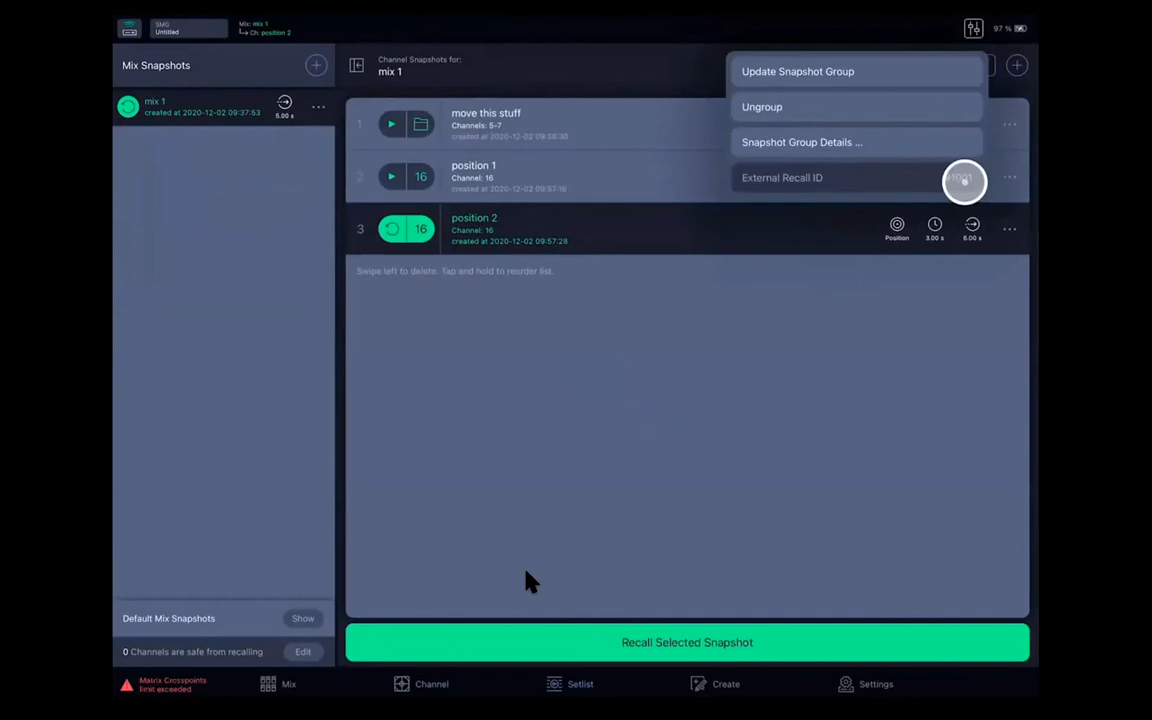 SMG
Untitled
Mix: mix 1
Ch: position 2
97 %
Mix Snapshots
Channel Snapshots for:
mix 1
mix 1
created at 2020-12-02 09:37:53
5.00 s
Update Snapshot Group
Ungroup
Snapshot Group Details ...
External Recall ID
1
move this stuff
Channels: 5-7
created at 2020-12-02 09:38:30
2
16
position 1
Channel: 16
created at 2020-12-02 09:57:16
3
16
position 2
Channel: 16
created at 2020-12-02 09:57:28
Position
3.00 s
6.00 s
Swipe left to delete. Tap and hold to reorder list.
Default Mix Snapshots
Show
0 Channels are safe from recalling
Edit
Recall Selected Snapshot
Matrix Crosspoints
limit exceeded
Mix
Channel
Setlist
Create
Settings